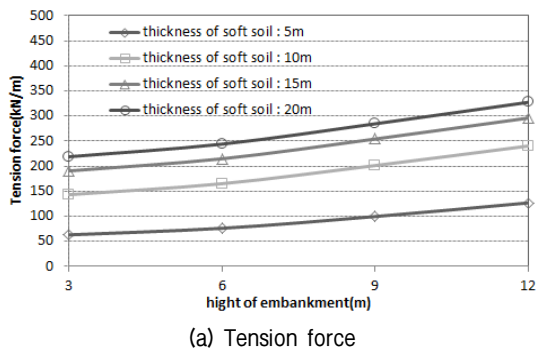 500
450
400
350
300
250
200
150
100
50
0
Tension force(kN/m)
thickness of soft soil : 5m
thickness of soft soil : 10m
thickness of soft soil : 15m
thickness of soft soil : 20m
3 6 9 12
hight of embankment(m)
(a) Tension force